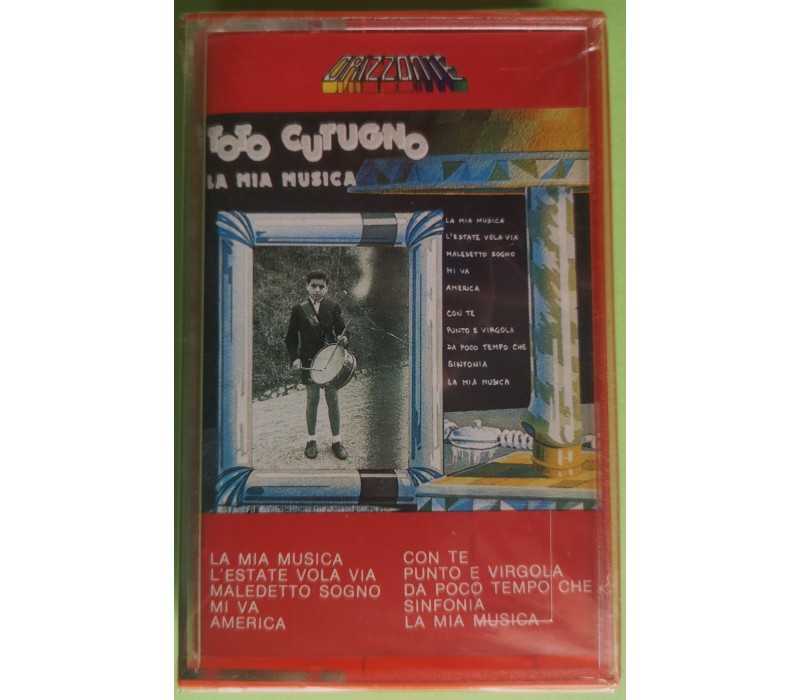 ORIZZONTE
TOTO CUTUGNO
LA MIA MUSICA
LA MIA MUSICA
L'ESTATE VOLA VIA
MALEDETTO SOGNO
MI VA
AMERICA
CON TE
PUNTO E VIRGOLA
DA POCO TEMPO CHE
SINFONIA
LA MIA MUSICA
LA MIA MUSICA
L'ESTATE VOLA VIA
MALEDETTO SOGNO
MI VA
AMERICA
CON TE
PUNTO E VIRGOLA
DA POCO TEMPO CHE
SINFONIA
LA MIA MUSICA